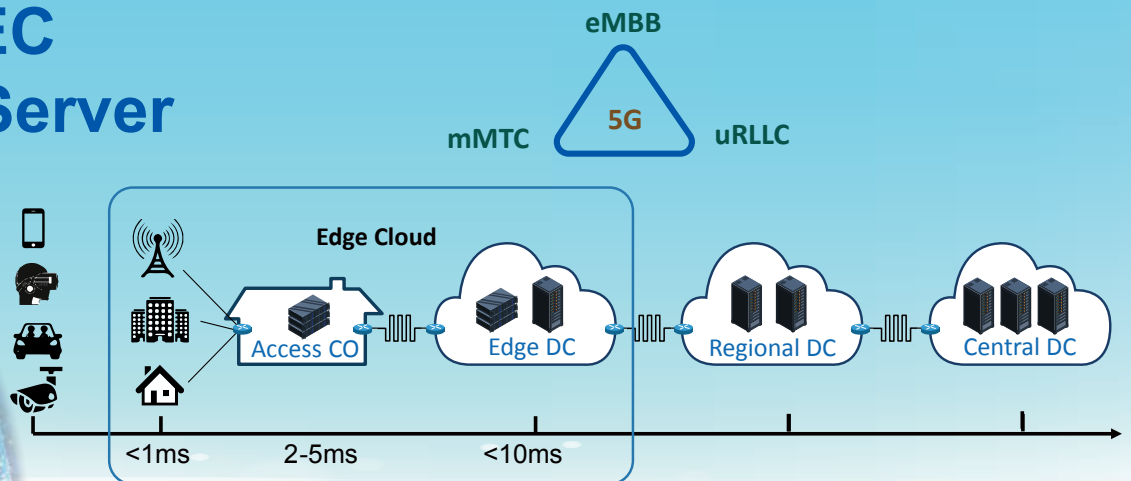 EC
Server
eMBB
5G
mMTC
uRLLC
Edge Cloud
Access CO
Edge DC
Regional DC
Central DC
<1ms
2-5ms
<10ms